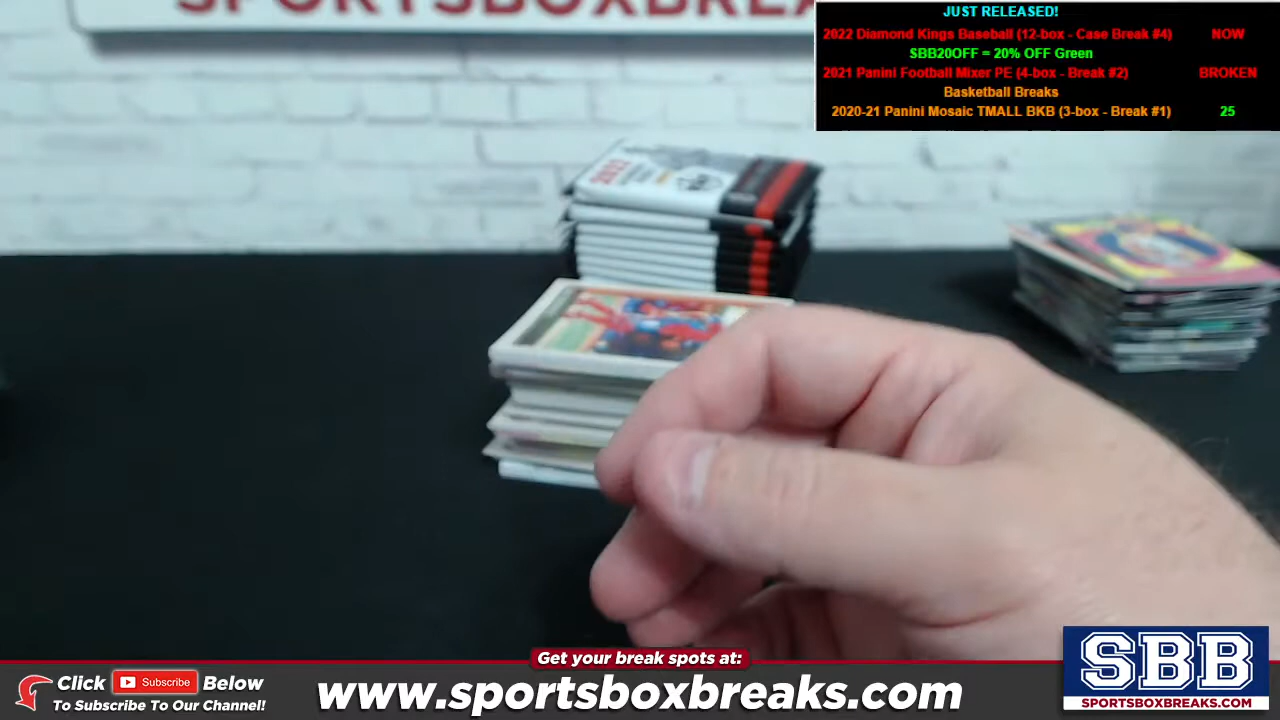 SPORTSBOXBREAKS
JUST RELEASED!
2022 Diamond Kings Baseball (12-box - Case Break #4) NOW
SBB20OFF = 20% OFF Green
2021 Panini Football Mixer PE (4-box - Break #2) BROKEN
Basketball Breaks
2020-21 Panini Mosaic TMALL BKB (3-box - Break #1) 25
2022
Get your break spots at:
Click Subscribe Below
To Subscribe To Our Channel!
www.sportsboxbreaks.com
SBB
SPORTSBOXBREAKS.COM